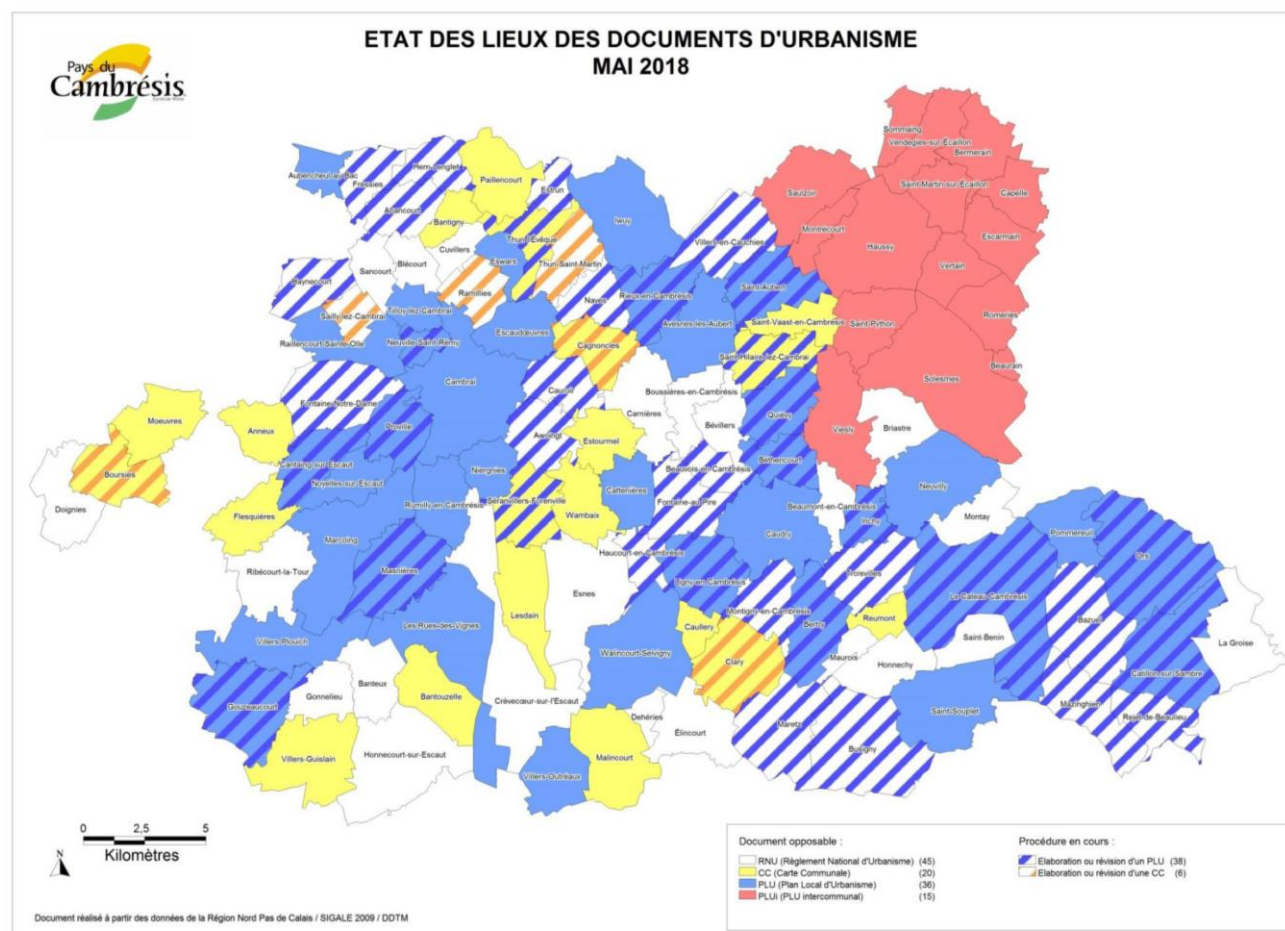 ETAT DES LIEUX DES DOCUMENTS D'URBANISME
MAI 2018
Pays du
Cambrésis
Sommaing
Vendegies-sur-Écaillon
Bermerain
Saint-Martin-sur-Écaillon
Capelle
Saulzoir
Montrecourt
Haussy
Escarmain
Vertain
Romeries
Saint-Python
Beaurain
Solesmes
Viesly
Briastre
Aubencheul-au-Bac
Fressies
Hem-Lenglet
Paillencourt
Estrun
Abancourt
Bantigny
Iwuy
Thun-l'Évêque
Villers-en-Cauchies
Cuvillers
Blécourt
Eswars
Thun-Saint-Martin
Sancourt
Haynecourt
Ramillies
Naves
Rieux-en-Cambrésis
Saint-Aubert
Sailly-lez-Cambrai
Tilloy-lez-Cambrai
Escaudœuvres
Avesnes-les-Aubert
Saint-Vaast-en-Cambrésis
Raillencourt-Sainte-Olle
Neuville-Saint-Rémy
Cagnoncles
Saint-Hilaire-lez-Cambrai
Cambrai
Cauroir
Boussières-en-Cambrésis
Fontaine-Notre-Dame
Carnières
Bévillers
Quiévy
Moeuvres
Anneux
Proville
Awoingt
Estourmel
Boursies
Cantaing-sur-Escaut
Niergnies
Beauvois-en-Cambrésis
Béthencourt
Noyelles-sur-Escaut
Séranvillers-Forenville
Cattenières
Fontaine-au-Pire
Neuvilly
Doignies
Flesquières
Rumilly-en-Cambrésis
Wambaix
Beaumont-en-Cambrésis
Inchy
Montay
Marcoing
Caudry
Pommereuil
Ors
Ribécourt-la-Tour
Masnières
Haucourt-en-Cambrésis
Troisvilles
Esnes
Ligny-en-Cambrésis
Le Cateau-Cambrésis
Lesdain
Montigny-en-Cambrésis
Reumont
Bazuel
Les Rues-des-Vignes
Caullery
Bertry
Saint-Benin
La Groise
Villers-Plouich
Walincourt-Selvigny
Clary
Maurois
Honnechy
Catillon-sur-Sambre
Banteux
Gonnelieu
Bantouzelle
Crèvecœur-sur-l'Escaut
Mazinghien
Gouzeaucourt
Saint-Souplet
Rejet-de-Beaulieu
Dehéries
Élincourt
Maretz
Busigny
Villers-Guislain
Honnecourt-sur-Escaut
Malincourt
Villers-Outréaux
0 2,5 5
Kilomètres
N
Document opposable :
RNU (Règlement National d'Urbanisme) (45)
CC (Carte Communale) (20)
PLU (Plan Local d'Urbanisme) (36)
PLUi (PLU intercommunal) (15)
Procédure en cours :
Elaboration ou révision d'un PLU (38)
Elaboration ou révision d'une CC (6)
Document réalisé à partir des données de la Région Nord Pas de Calais / SIGALE 2009 / DDTM